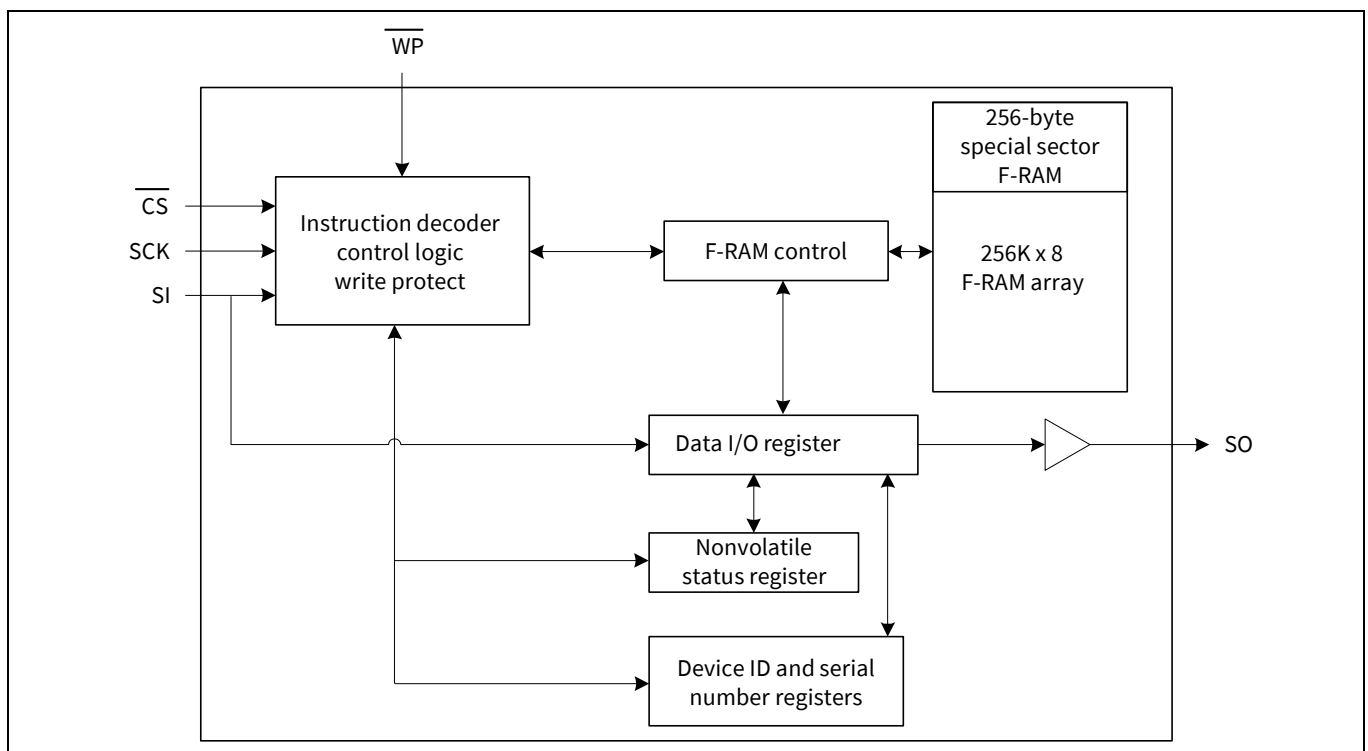 WP
256-byte
special sector
F-RAM
CS
SCK
SI
Instruction decoder
control logic
write protect
F-RAM control
256K x 8
F-RAM array
Data I/O register
SO
Nonvolatile
status register
Device ID and serial
number registers